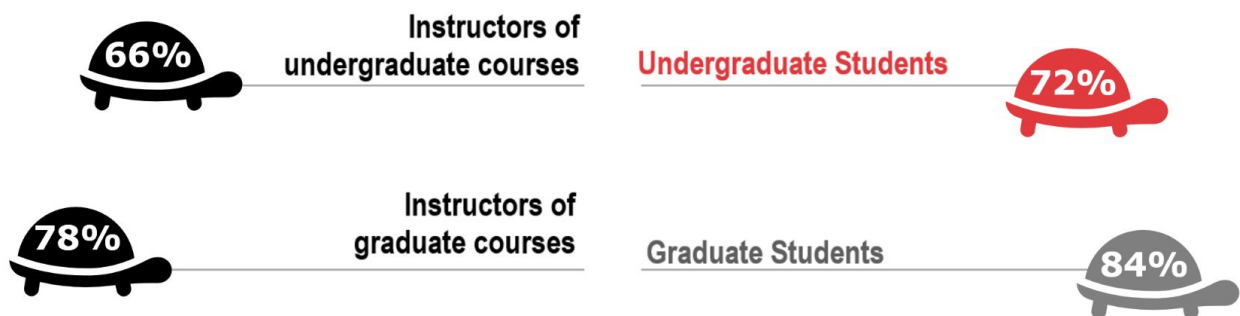 66%
Instructors of
undergraduate courses
Undergraduate Students
72%
78%
Instructors of
graduate courses
Graduate Students
84%